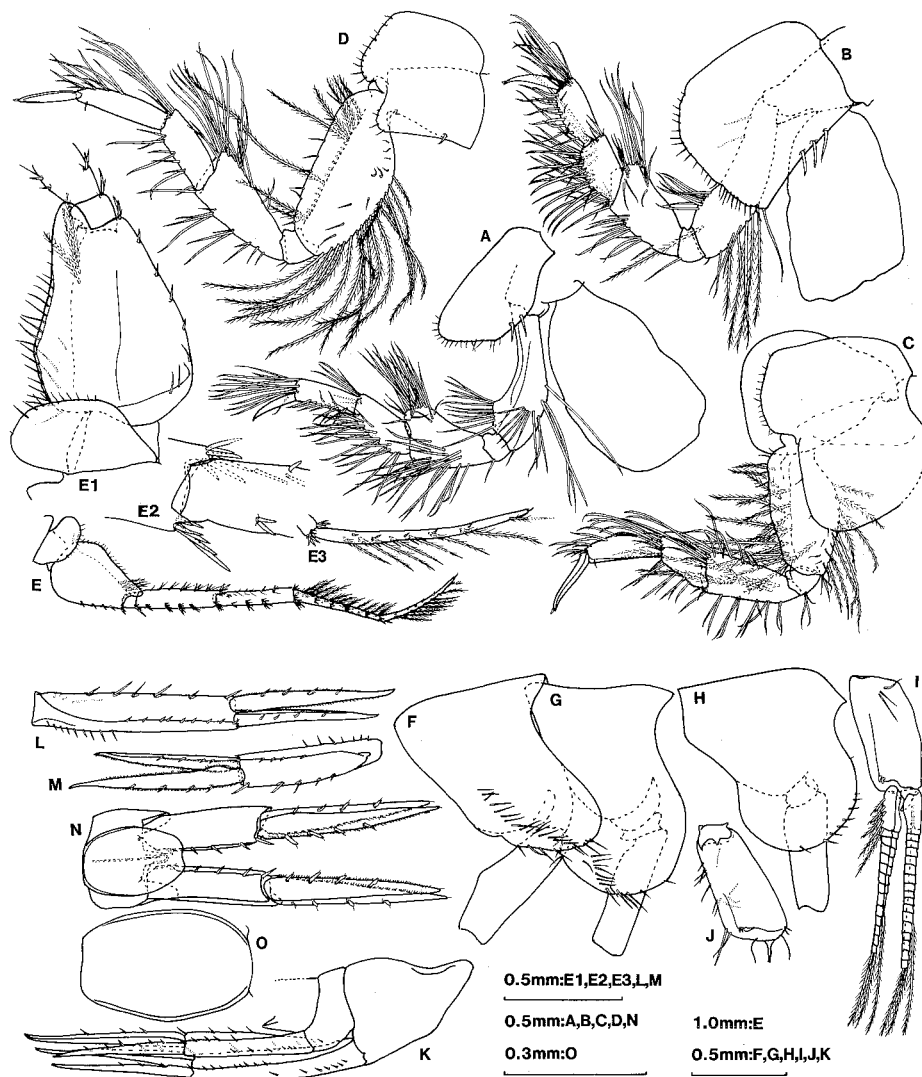 D
B
A
C
E1
E2
E3
E
L
F
G
H
I
M
N
J
O
K
0.5mm:E1,E2,E3,L,M
0.5mm:A,B,C,D,N
1.0mm:E
0.3mm:O
0.5mm:F,G,H,I,J,K